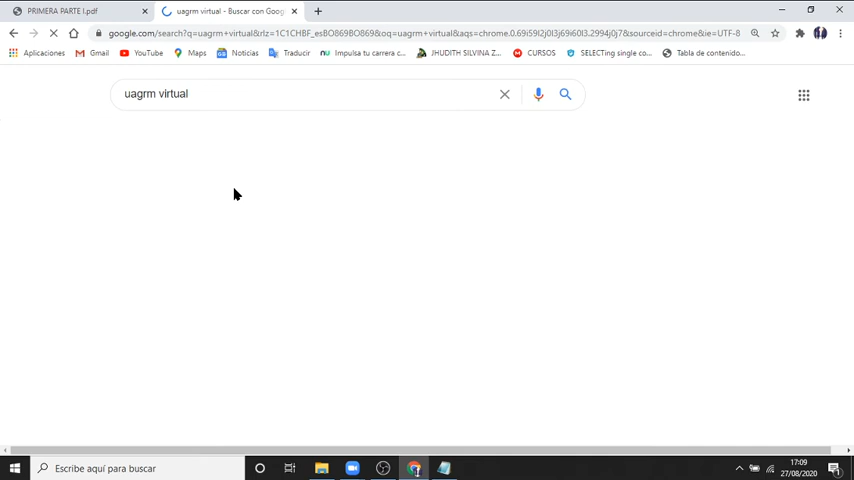 PRIMERA PARTE I.pdf
uagrm virtual - Buscar con Goog
google.com/search?q=uagrm+virtual&rlz=1C1CHBF_esBO869BO869&oq=uagrm+virtual&aqs=chrome.0.69i59l2j0l3j69i60l3.2994j0j7&sourceid=chrome&ie=UTF-8
Aplicaciones
Gmail
YouTube
Maps
Noticias
Traducir
Impulsa tu carrera c...
JHUDITH SILVINA Z...
CURSOS
SELECTing single co...
Tabla de contenido...
uagrm virtual
Escribe aquí para buscar
17:09
27/08/2020